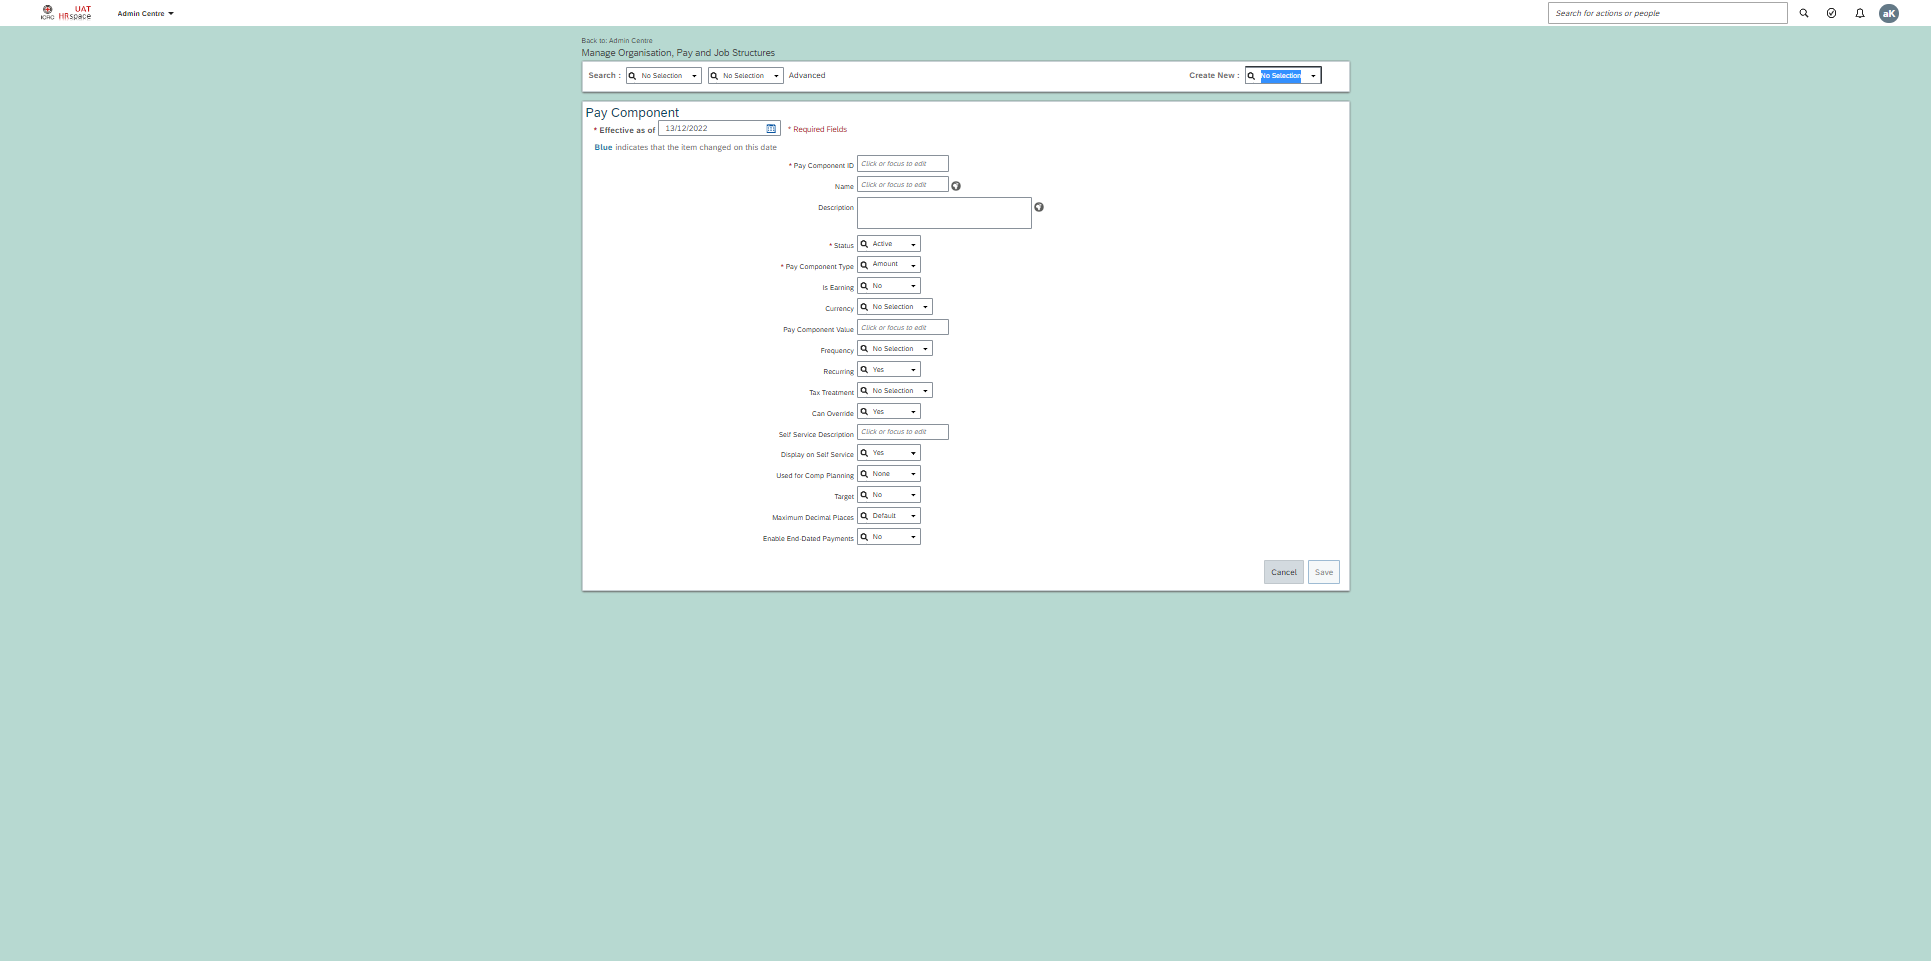 ICRC UAT HRspace Admin Centre Search for actions or people aK
Back to: Admin Centre
Manage Organisation, Pay and Job Structures
Search : No Selection No Selection Advanced Create New : No Selection
Pay Component
* Effective as of 13/12/2022 * Required Fields
Blue indicates that the item changed on this date
* Pay Component ID Click or focus to edit
Name Click or focus to edit
Description
* Status Active
* Pay Component Type Amount
Is Earning No
Currency No Selection
Pay Component Value Click or focus to edit
Frequency No Selection
Recurring Yes
Tax Treatment No Selection
Can Override Yes
Self Service Description Click or focus to edit
Display on Self Service Yes
Used for Comp Planning None
Target No
Maximum Decimal Places Default
Enable End-Dated Payments No
Cancel Save